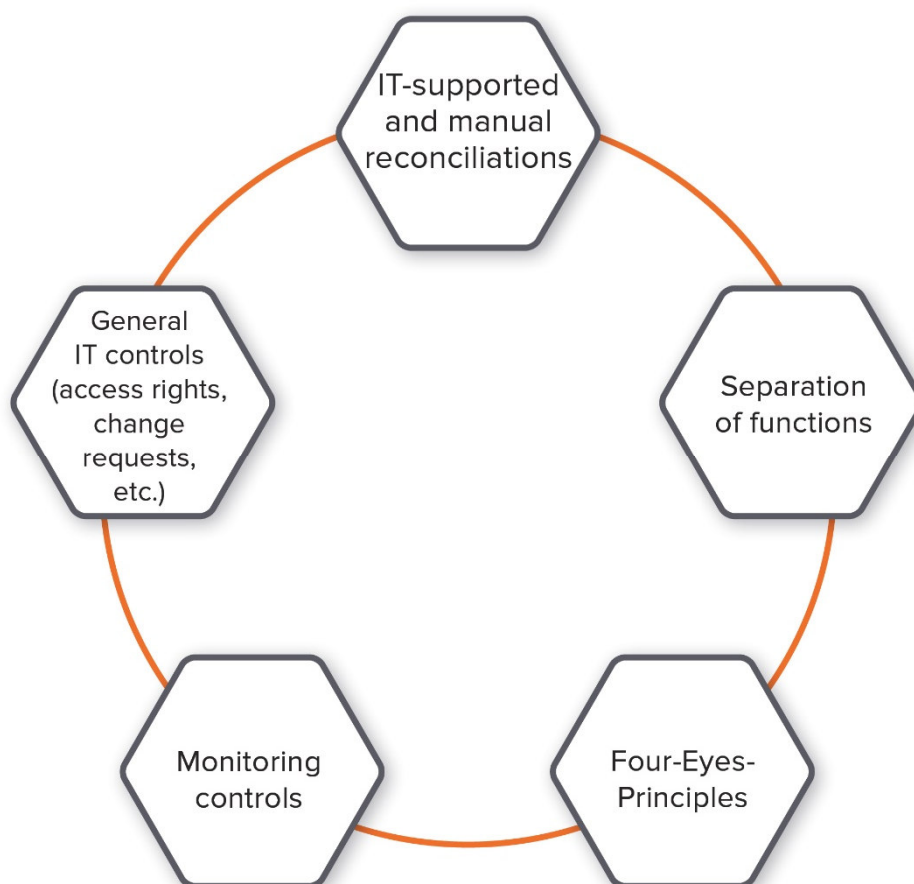 IT-supported
and manual
reconciliations
General
IT controls
(access rights,
change
requests,
etc.)
Separation
of functions
Monitoring
controls
Four-Eyes-
Principles